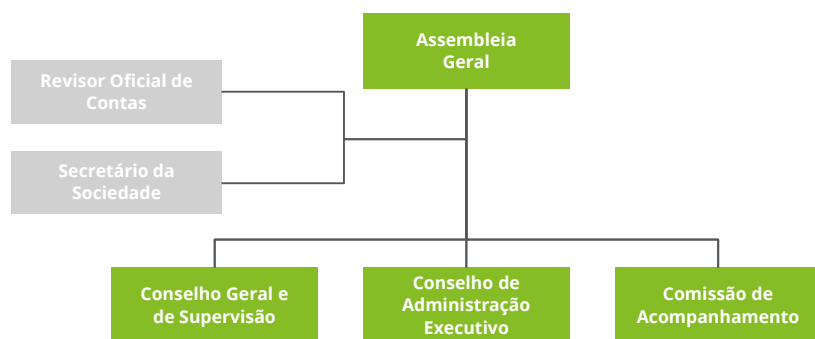 Assembleia
Geral
Revisor Oficial de
Contas
Secretário da
Sociedade
Conselho Geral e
de Supervisão
Conselho de
Administração
Executivo
Comissão de
Acompanhamento